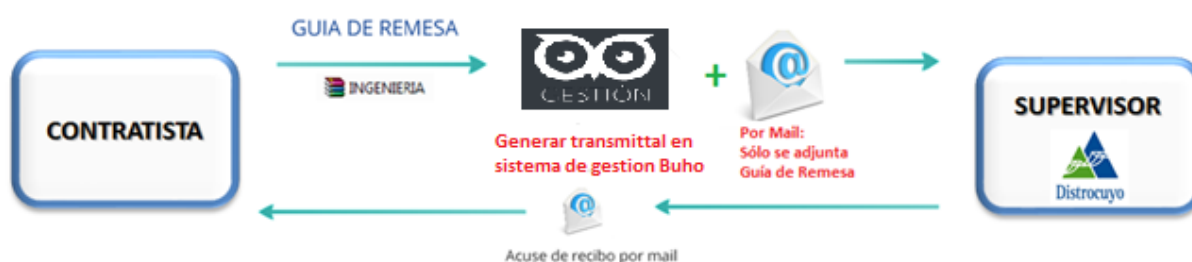 GUIA DE REMESA
INGENIERIA
CONTRATISTA
GESTIÓN
Generar transmittal en
sistema de gestion Buho
+
Por Mail:
Sólo se adjunta
Guía de Remesa
SUPERVISOR
Distrocuyo
Acuse de recibo por mail